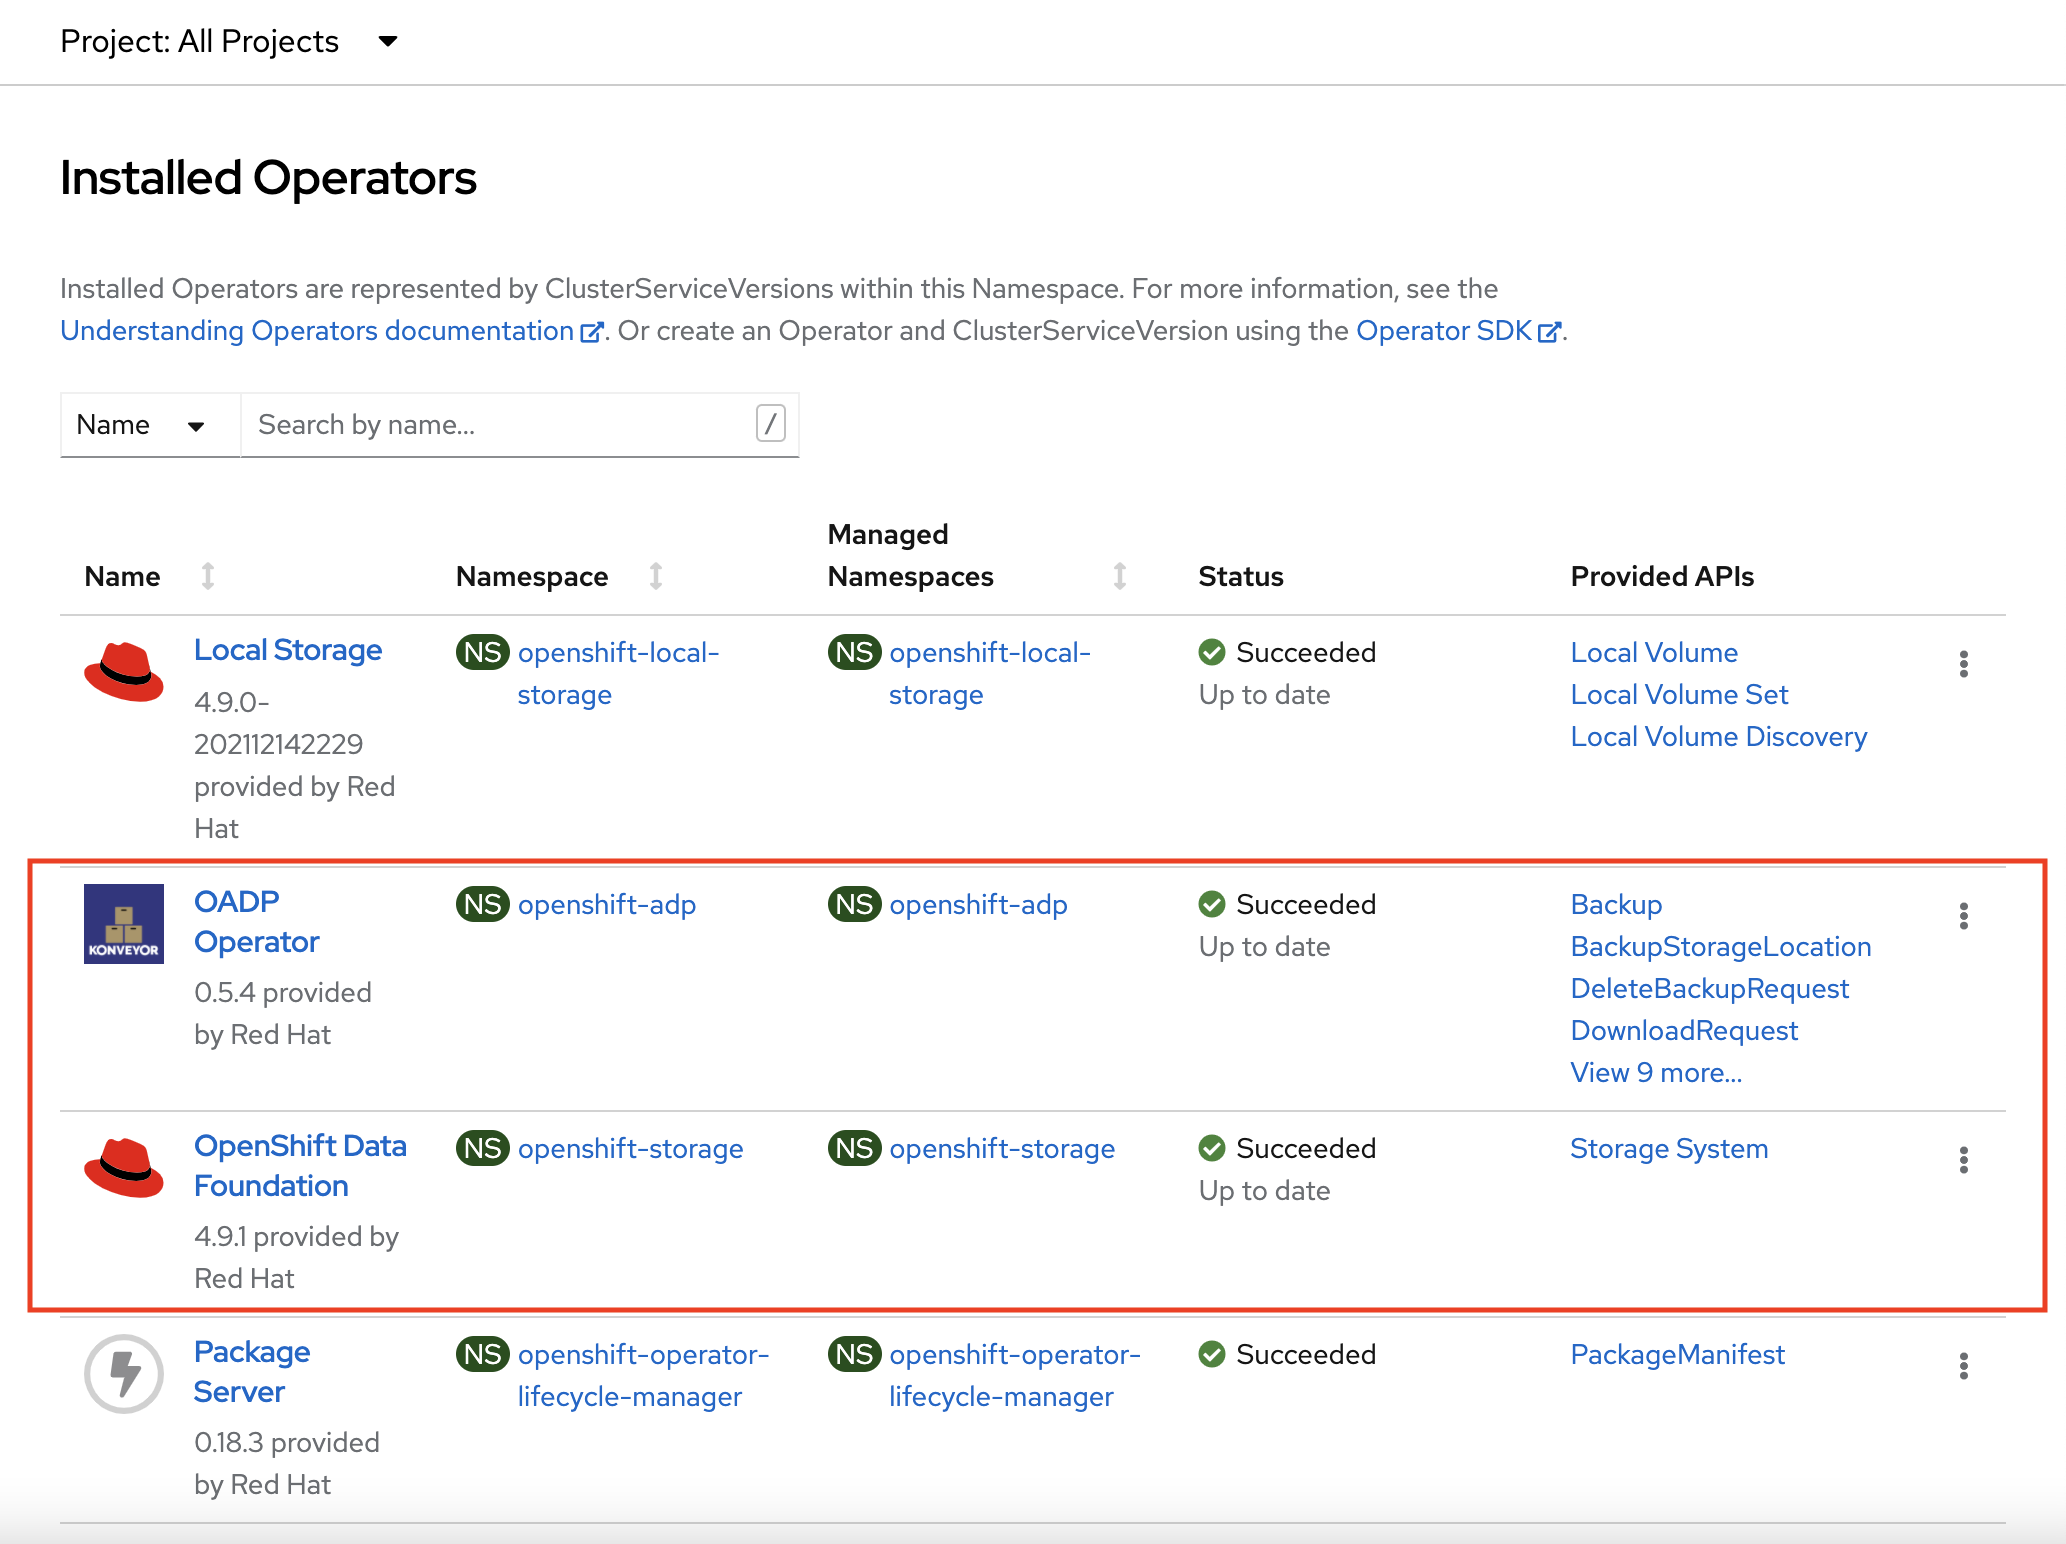 Project: All Projects
Installed Operators
Installed Operators are represented by ClusterServiceVersions within this Namespace. For more information, see the
Understanding Operators documentation. Or create an Operator and ClusterServiceVersion using the Operator SDK.
Name
Search by name...
/
Name
Namespace
Managed
Namespaces
Status
Provided APIs
Local Storage
4.9.0-
202112142229
provided by Red
Hat
NS openshift-local-
storage
NS openshift-local-
storage
Succeeded
Up to date
Local Volume
Local Volume Set
Local Volume Discovery
KONVEYOR
OADP
Operator
0.5.4 provided
by Red Hat
NS openshift-adp
NS openshift-adp
Succeeded
Up to date
Backup
BackupStorageLocation
DeleteBackupRequest
DownloadRequest
View 9 more...
OpenShift Data
Foundation
4.9.1 provided by
Red Hat
NS openshift-storage
NS openshift-storage
Succeeded
Up to date
Storage System
Package
Server
0.18.3 provided
by Red Hat
NS openshift-operator-
lifecycle-manager
NS openshift-operator-
lifecycle-manager
Succeeded
PackageManifest